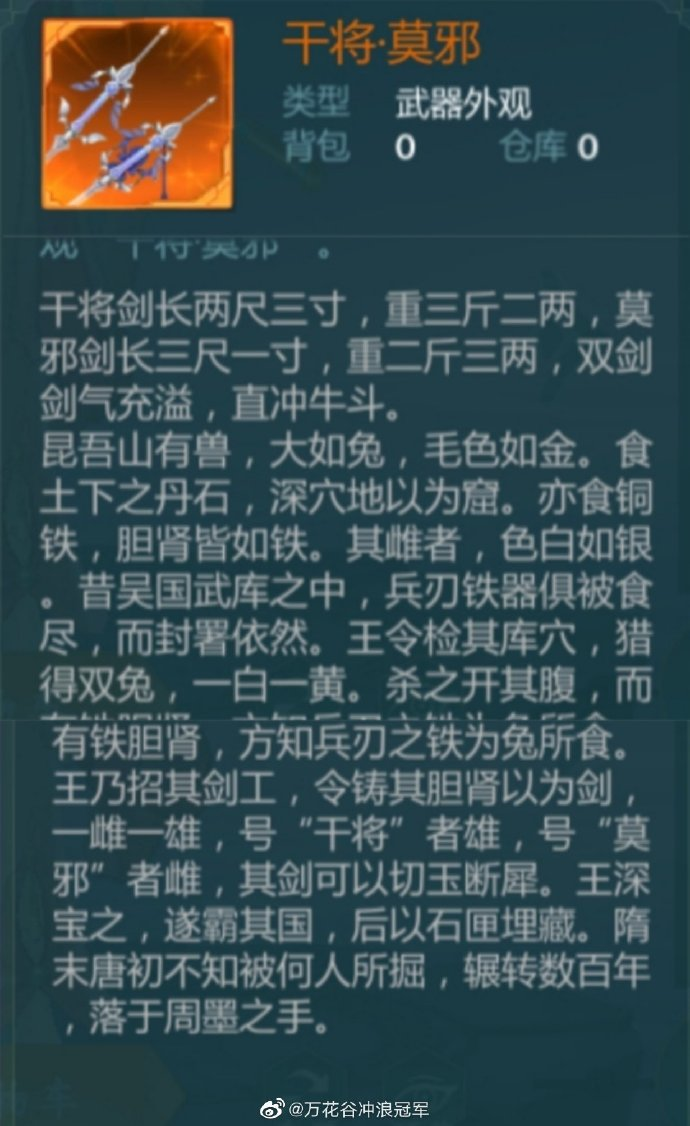 干将·莫邪
类型 武器外观
背包 0 仓库 0
观 干将·莫邪 。
干将剑长两尺三寸，重三斤二两，莫
邪剑长三尺一寸，重二斤三两，双剑
剑气充溢，直冲牛斗。
昆吾山有兽，大如兔，毛色如金。食
土下之丹石，深穴地以为窟。亦食铜
铁，胆肾皆如铁。其雌者，色白如银
。昔吴国武库之中，兵刃铁器俱被食
尽，而封署依然。王令检其库穴，猎
得双兔，一白一黄。杀之开其腹，而
有铁胆肾，方知兵刃之铁为兔所食。
王乃招其剑工，令铸其胆肾以为剑，
一雌一雄，号“干将”者雄，号“莫
邪”者雌，其剑可以切玉断犀。王深
宝之，遂霸其国，后以石匣埋藏。隋
末唐初不知被何人所掘，辗转数百年
，落于周墨之手。
@万花谷冲浪冠军